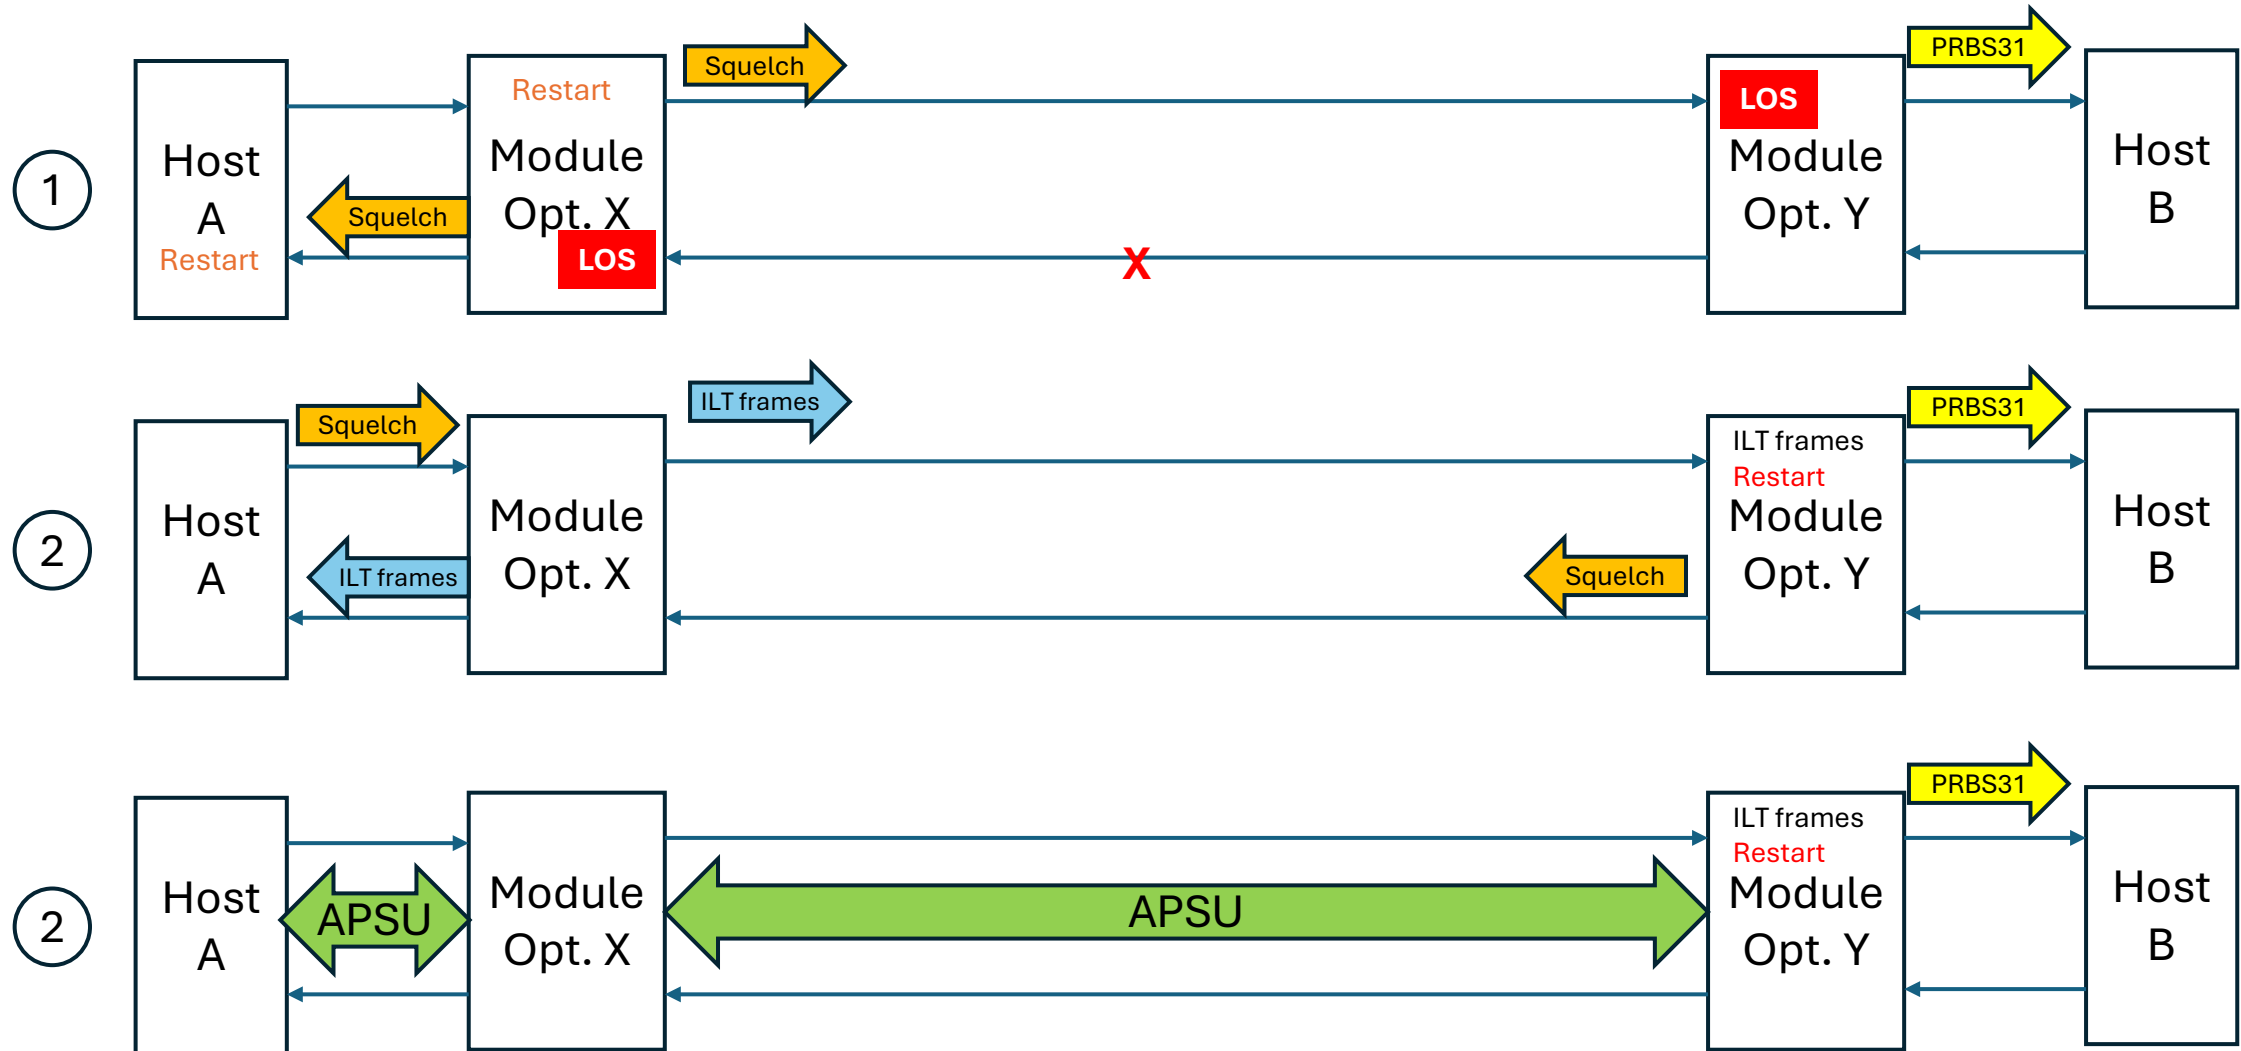 1
Host
A
Restart
Squelch
Restart
Module
Opt. X
LOS
Squelch
X
LOS
Module
Opt. Y
PRBS31
Host
B
2
Host
A
Squelch
ILT frames
Module
Opt. X
ILT frames
Squelch
ILT frames
Restart
Module
Opt. Y
PRBS31
Host
B
2
Host
A
APSU
Module
Opt. X
APSU
ILT frames
Restart
Module
Opt. Y
PRBS31
Host
B